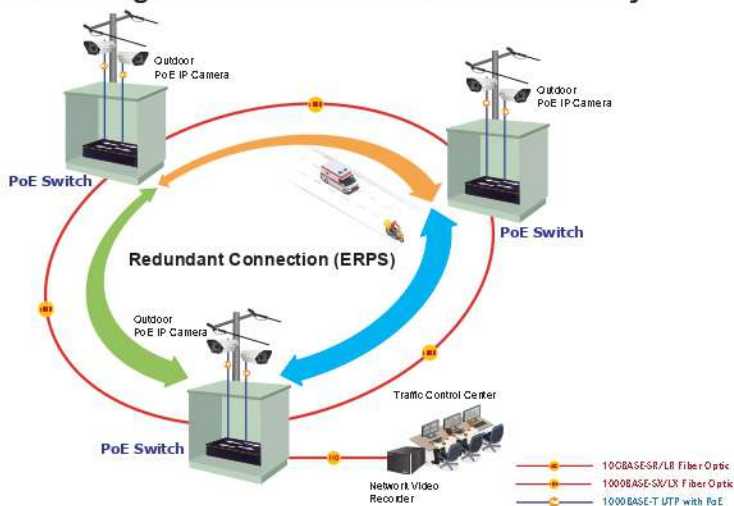 Outdoor
PoE IP Camera
PoE Switch
Outdoor
PoE IP Camera
PoE Switch
Redundant Connection (ERPS)
Outdoor
PoE IP Camera
PoE Switch
Traffic Control Center
Network Video
Recorder
10GBASE-SR/LR Fiber Optic
1000BASE-SX/LX Fiber Optic
1000BASE-T UTP with PoE